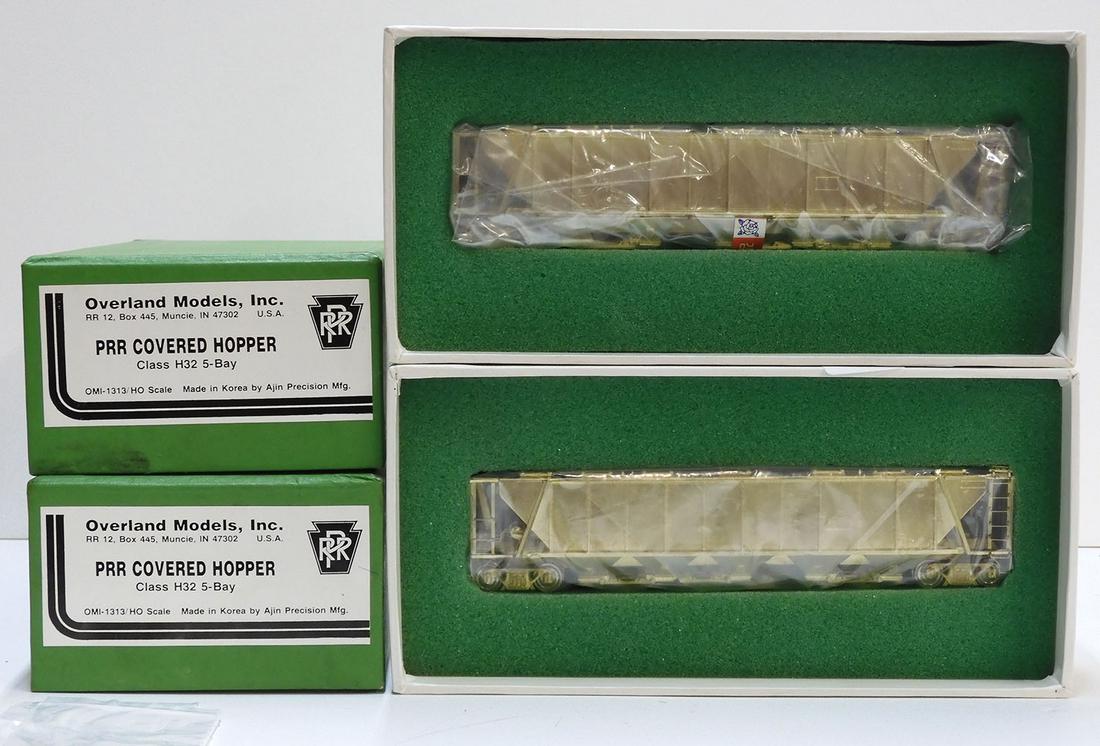 Overland Models, Inc.
RR 12, Box 445, Muncie, IN 47302 U.S.A.
PRR
PRR COVERED HOPPER
Class H32 5-Bay
OMI-1313/HO Scale Made in Korea by Ajin Precision Mfg.
Overland Models, Inc.
RR 12, Box 445, Muncie, IN 47302 U.S.A.
PRR
PRR COVERED HOPPER
Class H32 5-Bay
OMI-1313/HO Scale Made in Korea by Ajin Precision Mfg.